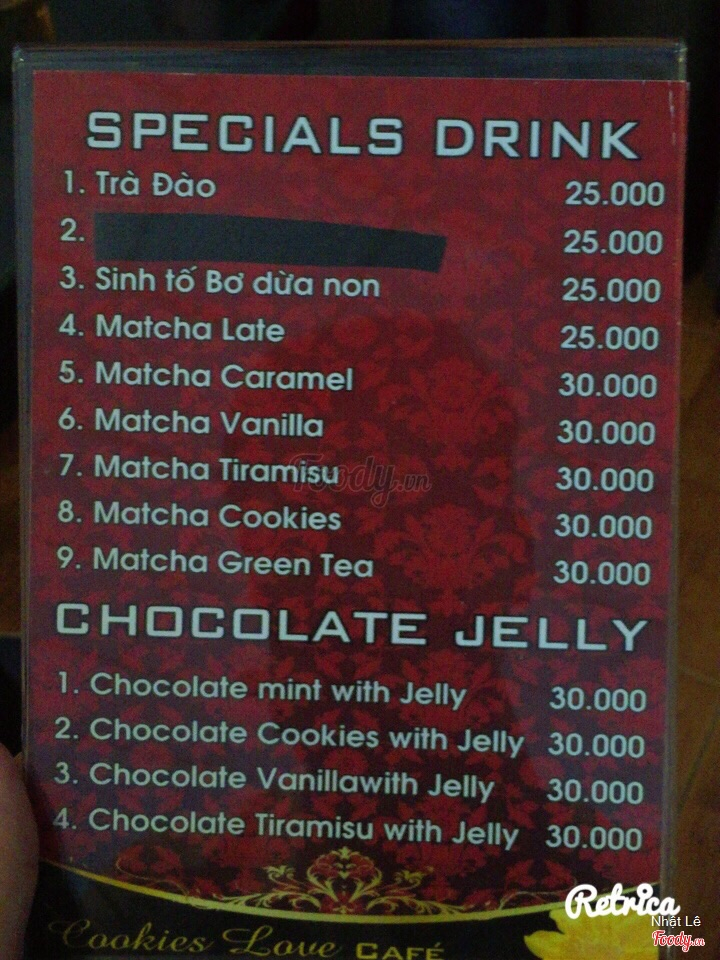 SPECIALS DRINK
1. Trà Đào 25.000
2. 25.000
3. Sinh tố Bơ dừa non 25.000
4. Matcha Late 25.000
5. Matcha Caramel 30.000
6. Matcha Vanilla 30.000
7. Matcha Tiramisu 30.000
Foody.vn
8. Matcha Cookies 30.000
9. Matcha Green Tea 30.000
CHOCOLATE JELLY
1. Chocolate mint with Jelly 30.000
2. Chocolate Cookies with Jelly 30.000
3. Chocolate Vanillawith Jelly 30.000
4. Chocolate Tiramisu with Jelly 30.000
Retrica
Nhật Lê
Cookies Love CAFÉ
Foody.vn